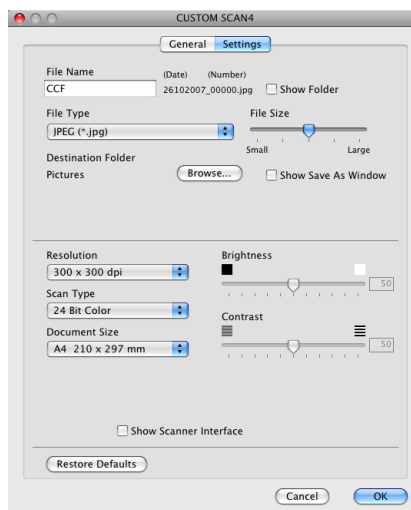 CUSTOM SCAN4
General Settings
File Name (Date) (Number)
CCF 26102007_00000.jpg Show Folder
File Type File Size
JPEG (*.jpg)
Small Large
Destination Folder
Pictures Browse... Show Save As Window
Resolution Brightness
300 x 300 dpi
50
Scan Type
24 Bit Color Contrast
Document Size
A4 210 x 297 mm 50
Show Scanner Interface
Restore Defaults
Cancel OK